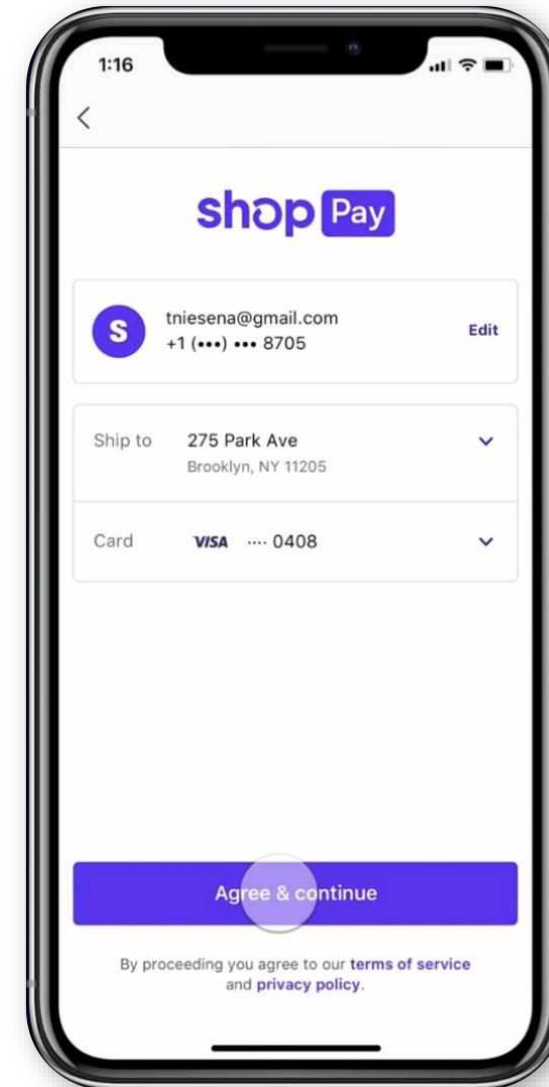 1:16
shop Pay
S
tniesena@gmail.com
+1 (•••) ••• 8705
Edit
Ship to
275 Park Ave
Brooklyn, NY 11205
Card
VISA ···· 0408
Agree & continue
By proceeding you agree to our terms of service
and privacy policy.